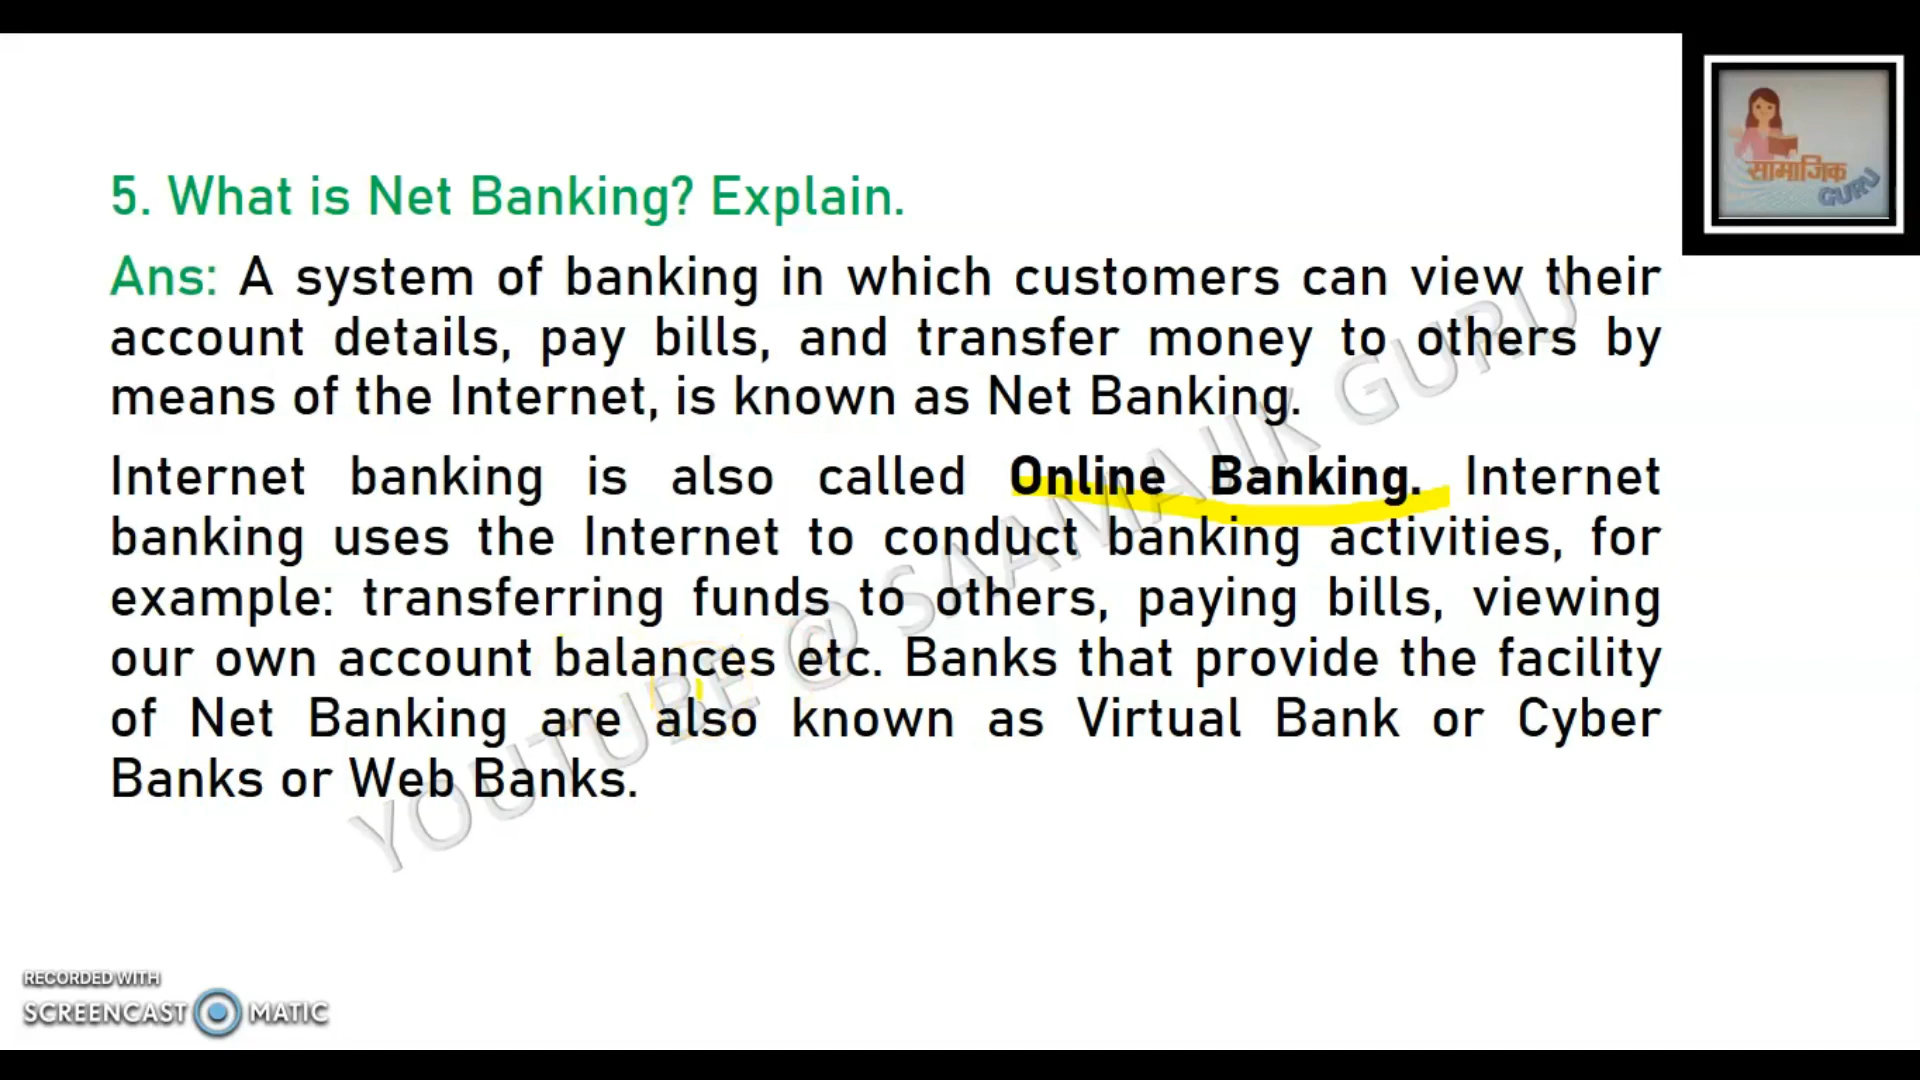 सामाजिक
GURU
5. What is Net Banking? Explain.
Ans: A system of banking in which customers can view their
account details, pay bills, and transfer money to others by
means of the Internet, is known as Net Banking.
Internet banking is also called Online Banking. Internet
banking uses the Internet to conduct banking activities, for
example: transferring funds to others, paying bills, viewing
our own account balances etc. Banks that provide the facility
of Net Banking are also known as Virtual Bank or Cyber
Banks or Web Banks.
YOUTUBE @ SAAMAJIK GURU
RECORDED WITH
SCREENCAST MATIC